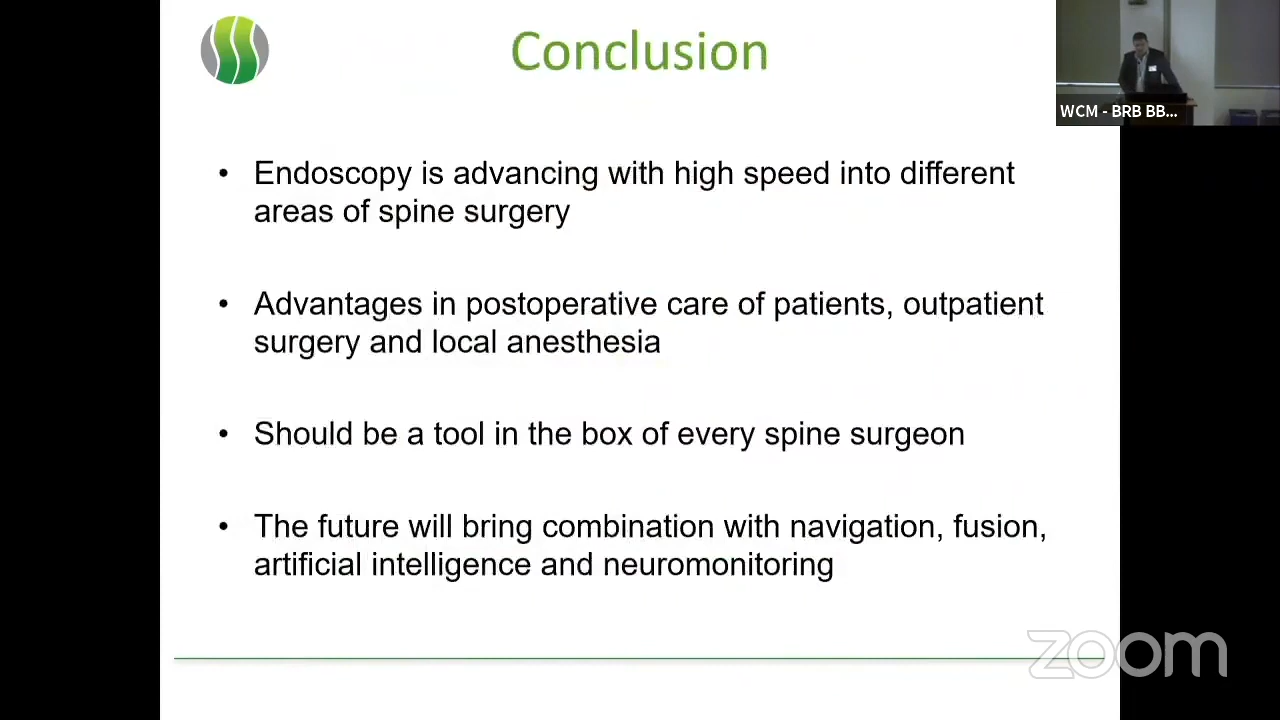 Conclusion
WCM - BRB BB...
• Endoscopy is advancing with high speed into different
areas of spine surgery
• Advantages in postoperative care of patients, outpatient
surgery and local anesthesia
• Should be a tool in the box of every spine surgeon
• The future will bring combination with navigation, fusion,
artificial intelligence and neuromonitoring
zoom